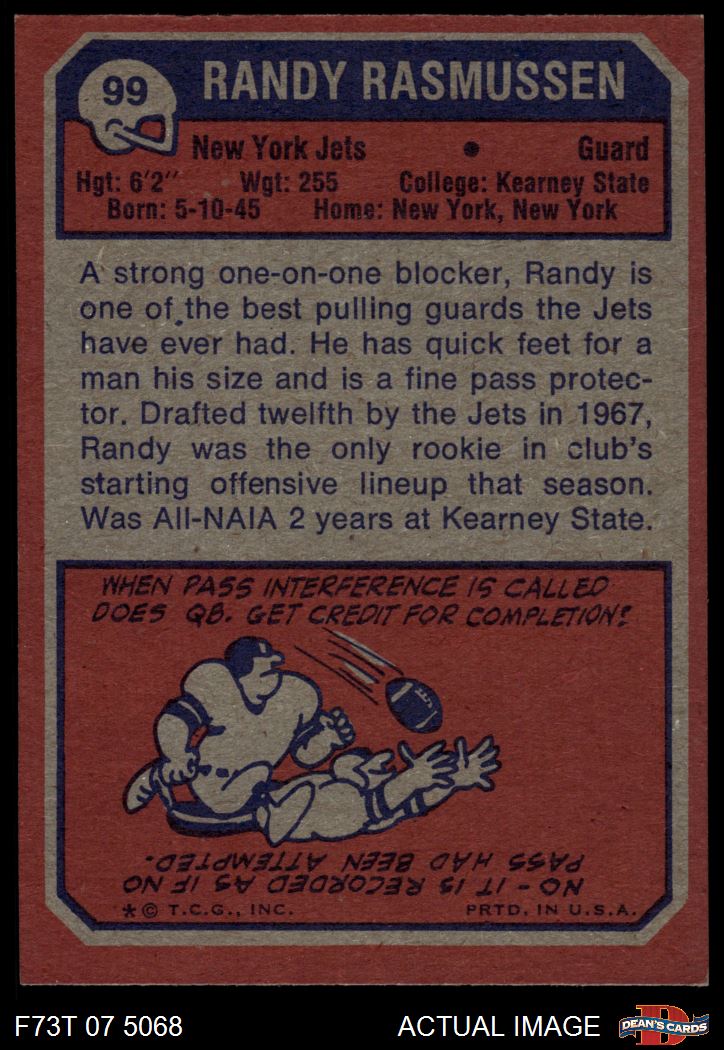 99
RANDY RASMUSSEN
New York Jets • Guard
Hgt: 6'2" Wgt: 255 College: Kearney State
Born: 5-10-45 Home: New York, New York
A strong one-on-one blocker, Randy is
one of the best pulling guards the Jets
have ever had. He has quick feet for a
man his size and is a fine pass protec-
tor. Drafted twelfth by the Jets in 1967,
Randy was the only rookie in club's
starting offensive lineup that season.
Was All-NAIA 2 years at Kearney State.
WHEN PASS INTERFERENCE IS CALLED
DOES QB. GET CREDIT FOR COMPLETION?
NO - IT IS RECORDED AS IF NO
PASS HAD BEEN ATTEMPTED.
* © T.C.G., INC. PRTD. IN U.S.A.
F73T 07 5068 ACTUAL IMAGE
D
DEAN'S CARDS